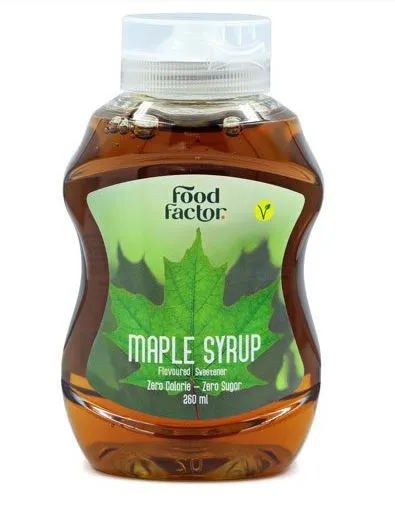 food
factor.
MAPLE SYRUP
Flavoured Sweetener
Zero Calorie – Zero Sugar
260 ml